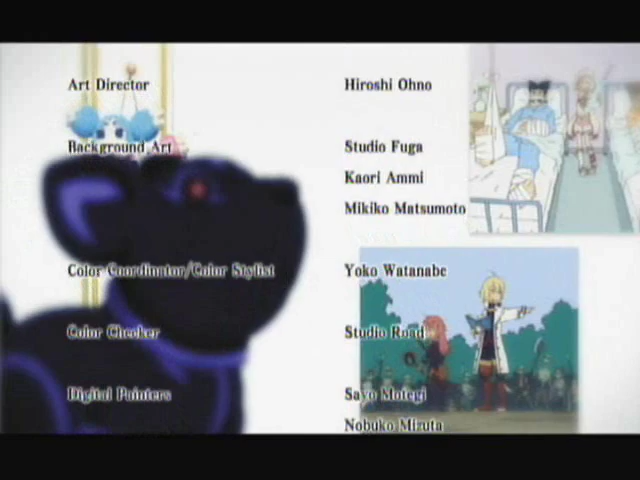 Art Director Hiroshi Ohno
Background Art Studio Fuga
Kaori Ammi
Mikiko Matsumoto
Color Coordinator/Color Stylist Yoko Watanabe
Color Checker Studio Road
Digital Painters Sayo Motegi
Nobuko Mizuta